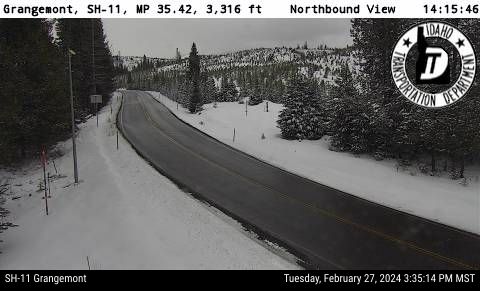 Grangemont, SH-11, MP 35.42, 3,316 ft Northbound View 14:15:46
IDAHO
TRANSPORTATION DEPARTMENT
SH-11 Grangemont Tuesday, February 27, 2024 3:35:14 PM MST